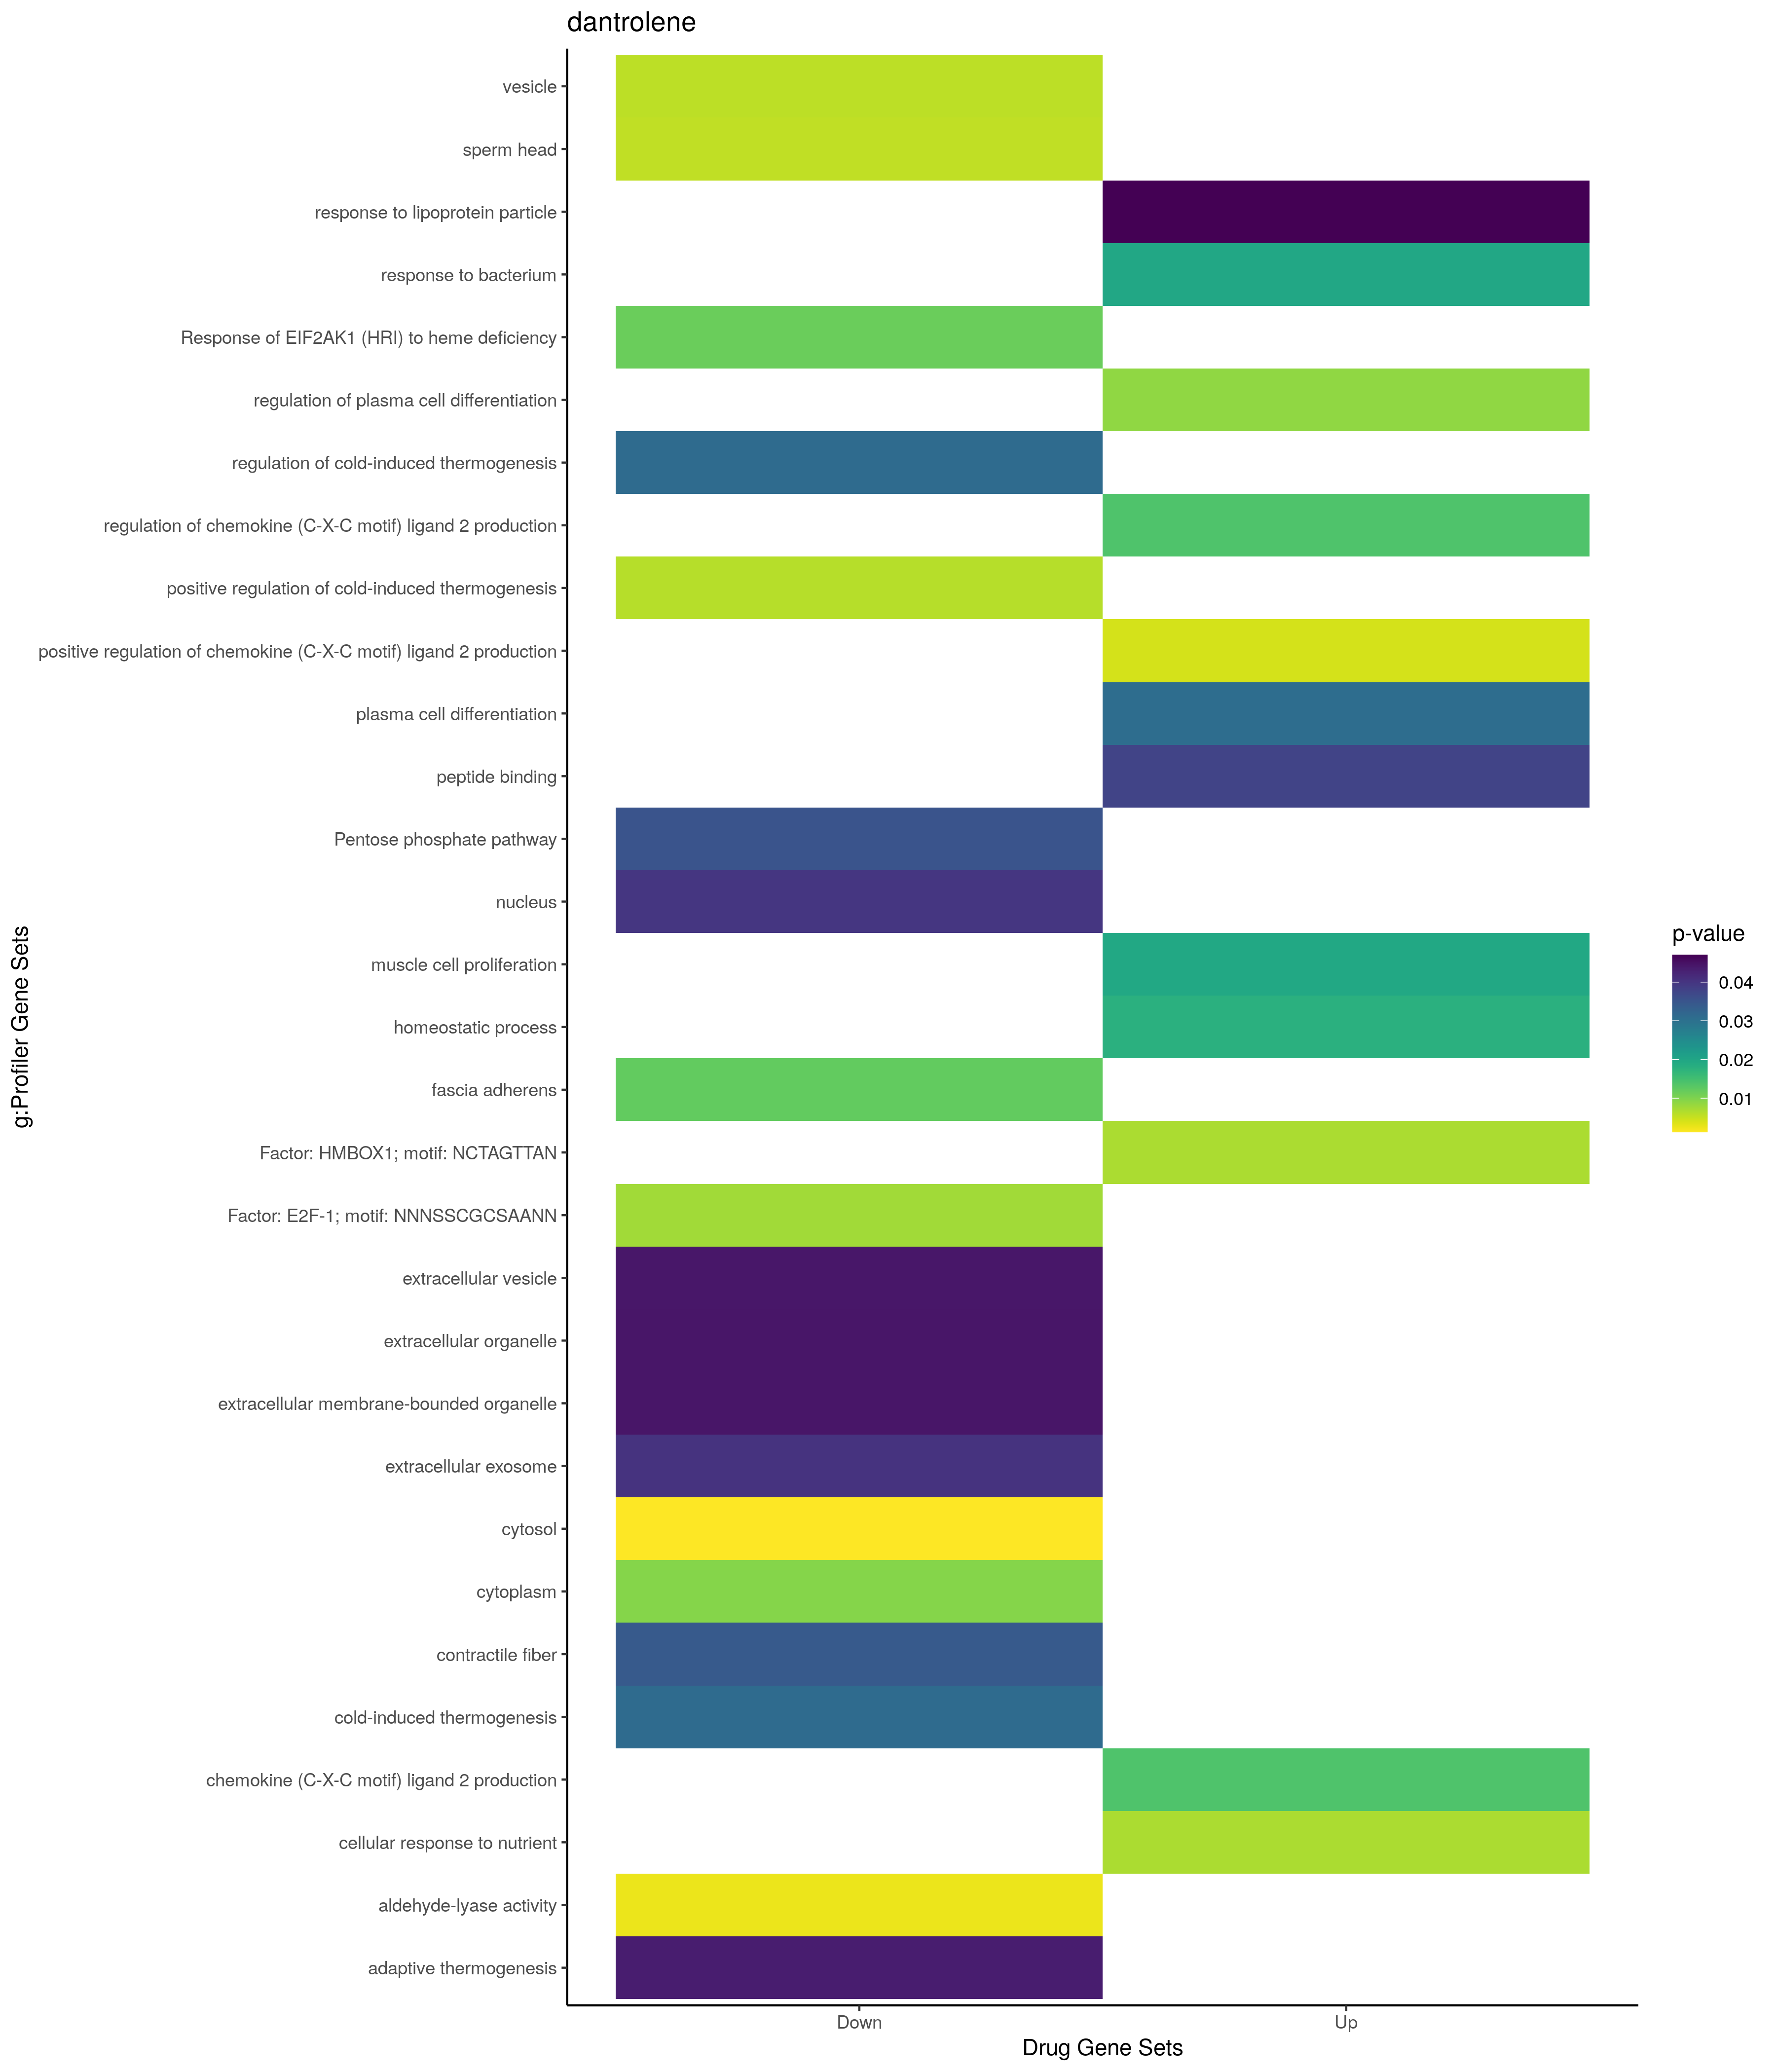 dantrolene
vesicle
sperm head
response to lipoprotein particle
response to bacterium
Response of EIF2AK1 (HRI) to heme deficiency
regulation of plasma cell differentiation
regulation of cold-induced thermogenesis
regulation of chemokine (C-X-C motif) ligand 2 production
positive regulation of cold-induced thermogenesis
positive regulation of chemokine (C-X-C motif) ligand 2 production
plasma cell differentiation
peptide binding
Pentose phosphate pathway
nucleus
muscle cell proliferation
homeostatic process
fascia adherens
Factor: HMBOX1; motif: NCTAGTTAN
Factor: E2F-1; motif: NNNSSCGCSAANN
extracellular vesicle
extracellular organelle
extracellular membrane-bounded organelle
extracellular exosome
cytosol
cytoplasm
contractile fiber
cold-induced thermogenesis
chemokine (C-X-C motif) ligand 2 production
cellular response to nutrient
aldehyde-lyase activity
adaptive thermogenesis
g:Profiler Gene Sets
Down
Up
Drug Gene Sets
p-value
0.04
0.03
0.02
0.01